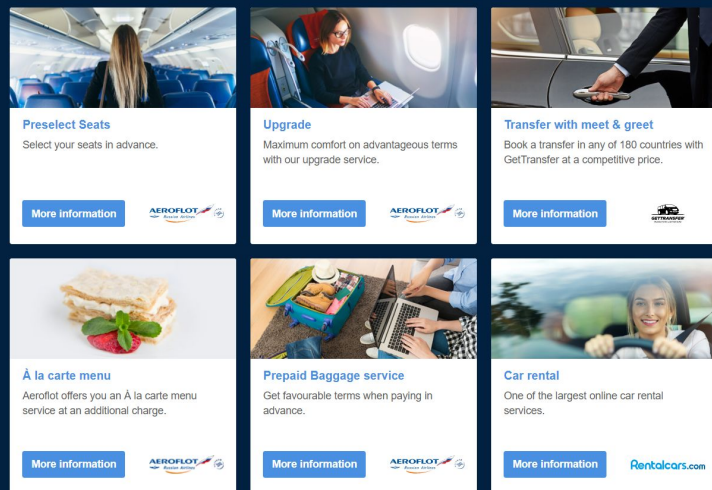 Preselect Seats
Select your seats in advance.
More information
AEROFLOT
Russian Airlines
Upgrade
Maximum comfort on advantageous terms
with our upgrade service.
More information
AEROFLOT
Russian Airlines
Transfer with meet & greet
Book a transfer in any of 180 countries with
GetTransfer at a competitive price.
More information
GETTRANSFER
À la carte menu
Aeroflot offers you an À la carte menu
service at an additional charge.
More information
AEROFLOT
Russian Airlines
Prepaid Baggage service
Get favourable terms when paying in
advance.
More information
AEROFLOT
Russian Airlines
Car rental
One of the largest online car rental
services.
More information
Rentalcars.com